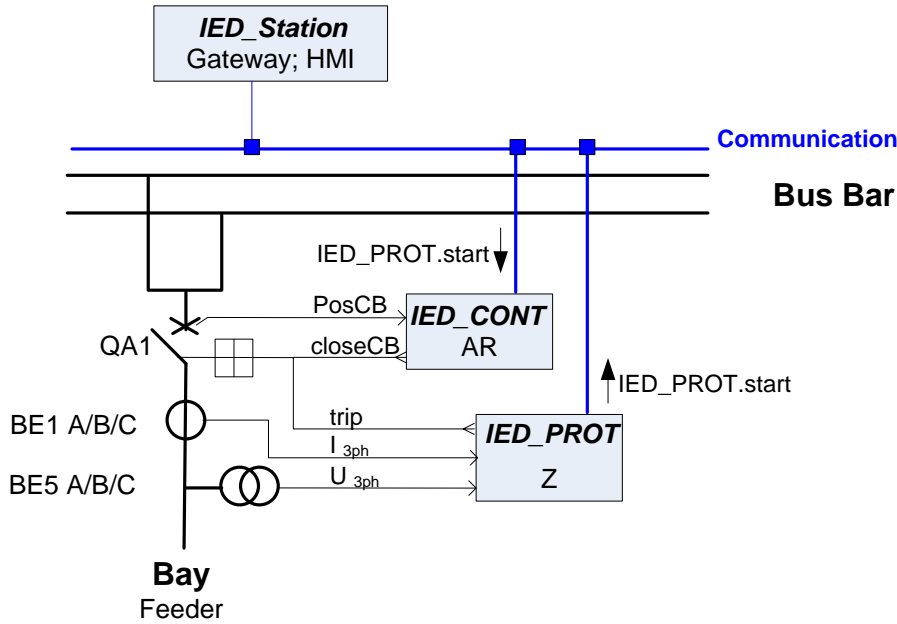 IED_Station
Gateway; HMI
Communication
Bus Bar
IED_PROT.start
PosCB
IED_CONT
QA1
closeCB
AR
IED_PROT.start
BE1 A/B/C
trip
IED_PROT
I 3ph
Z
BE5 A/B/C
U 3ph
Bay
Feeder